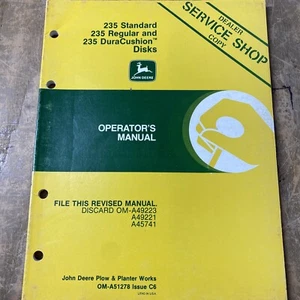 235 Standard
235 Regular and
235 DuraCushion™
Disks
DEALER
SERVICE SHOP
COPY
JOHN DEERE
OPERATOR'S
MANUAL
FILE THIS REVISED MANUAL.
DISCARD OM-A49223
A49221
A45741
John Deere Plow & Planter Works
OM-A51278 Issue C6